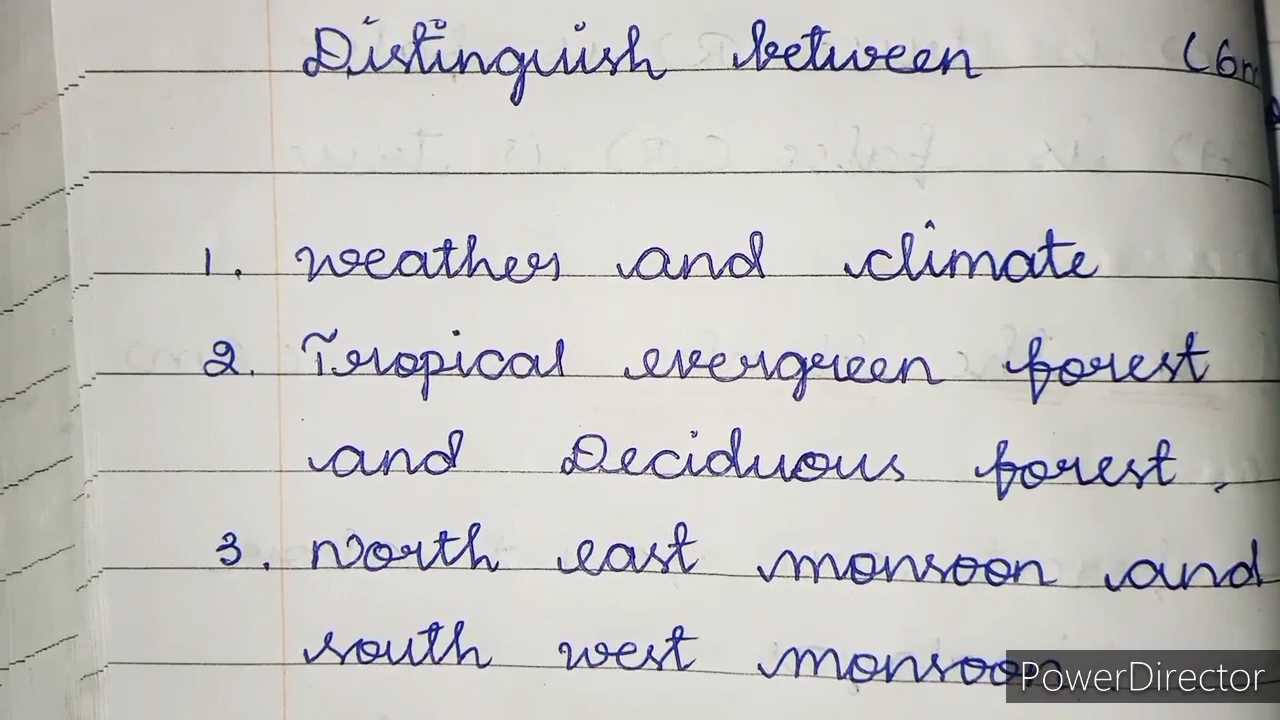 Distinguish between (6m
1. weather and climate
2. Tropical evergreen forest
and Deciduous forest.
3. North east monsoon and
south west monsoon
PowerDirector